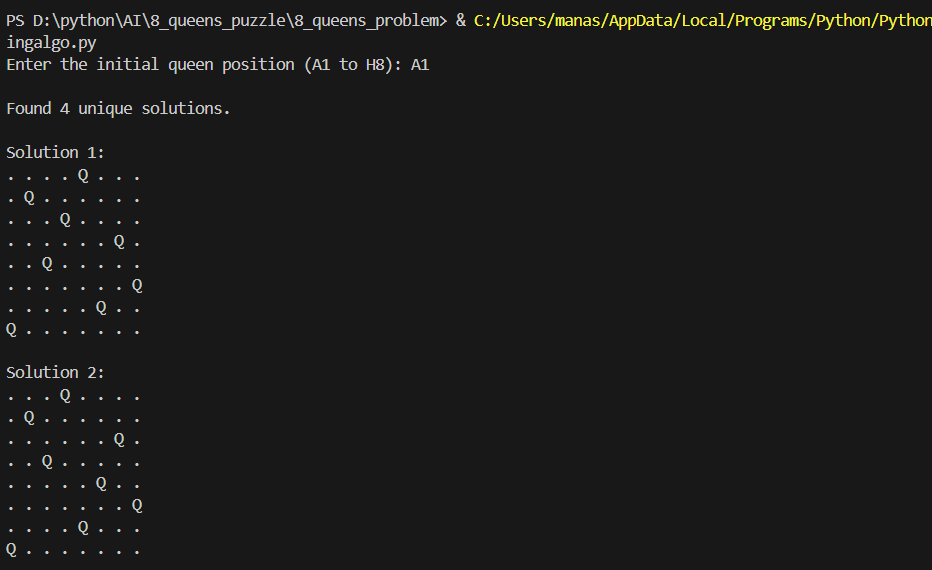 PS D:\python\AI\8_queens_puzzle\8_queens_problem> & C:/Users/manas/AppData/Local/Programs/Python/Python
ingalgo.py
Enter the initial queen position (A1 to H8): A1
Found 4 unique solutions.
Solution 1:
. . . . Q . . .
. Q . . . . . .
. . . Q . . . .
. . . . . . Q .
. . Q . . . . .
. . . . . . . Q
. . . . . Q . .
Q . . . . . . .
Solution 2:
. . . Q . . . .
. Q . . . . . .
. . . . . . Q .
. . Q . . . . .
. . . . . Q . .
. . . . . . . Q
. . . . Q . . .
Q . . . . . . .